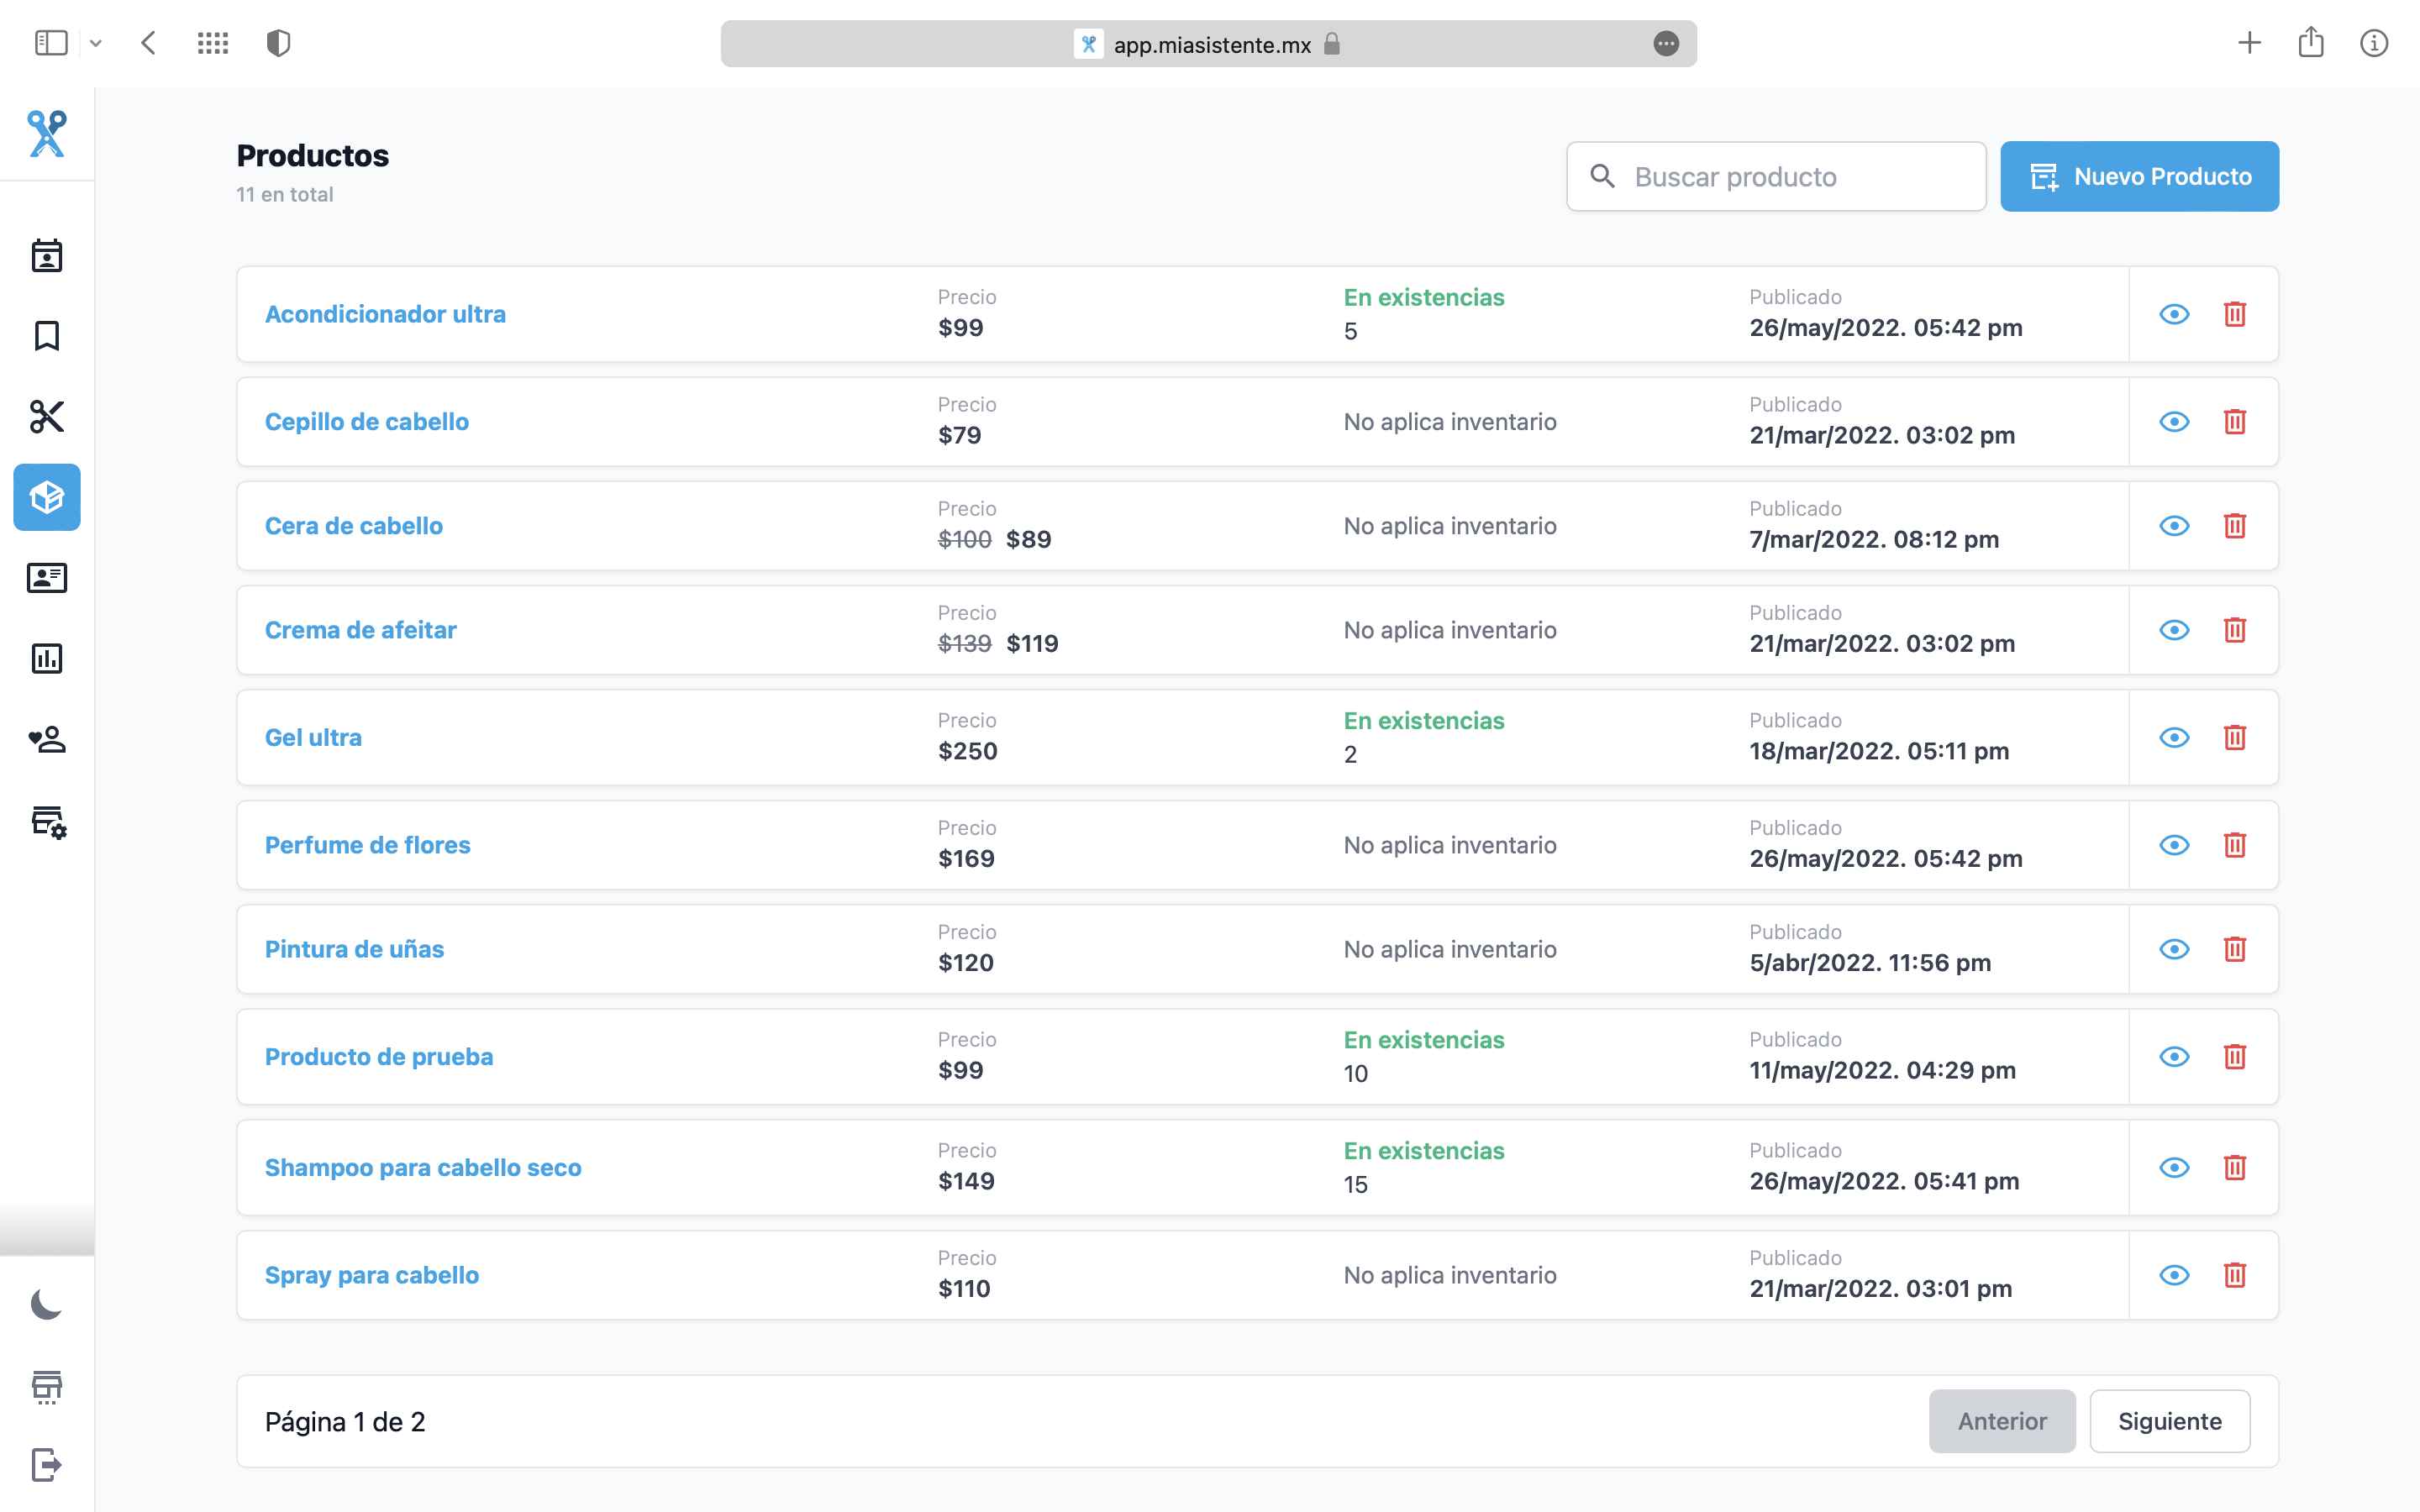 app.miasistente.mx
Productos
11 en total
Buscar producto
Nuevo Producto
Acondicionador ultra
Precio
$99
En existencias
5
Publicado
26/may/2022. 05:42 pm
Cepillo de cabello
Precio
$79
No aplica inventario
Publicado
21/mar/2022. 03:02 pm
Cera de cabello
Precio
$100 $89
No aplica inventario
Publicado
7/mar/2022. 08:12 pm
Crema de afeitar
Precio
$139 $119
No aplica inventario
Publicado
21/mar/2022. 03:02 pm
Gel ultra
Precio
$250
En existencias
2
Publicado
18/mar/2022. 05:11 pm
Perfume de flores
Precio
$169
No aplica inventario
Publicado
26/may/2022. 05:42 pm
Pintura de uñas
Precio
$120
No aplica inventario
Publicado
5/abr/2022. 11:56 pm
Producto de prueba
Precio
$99
En existencias
10
Publicado
11/may/2022. 04:29 pm
Shampoo para cabello seco
Precio
$149
En existencias
15
Publicado
26/may/2022. 05:41 pm
Spray para cabello
Precio
$110
No aplica inventario
Publicado
21/mar/2022. 03:01 pm
Página 1 de 2
Anterior
Siguiente